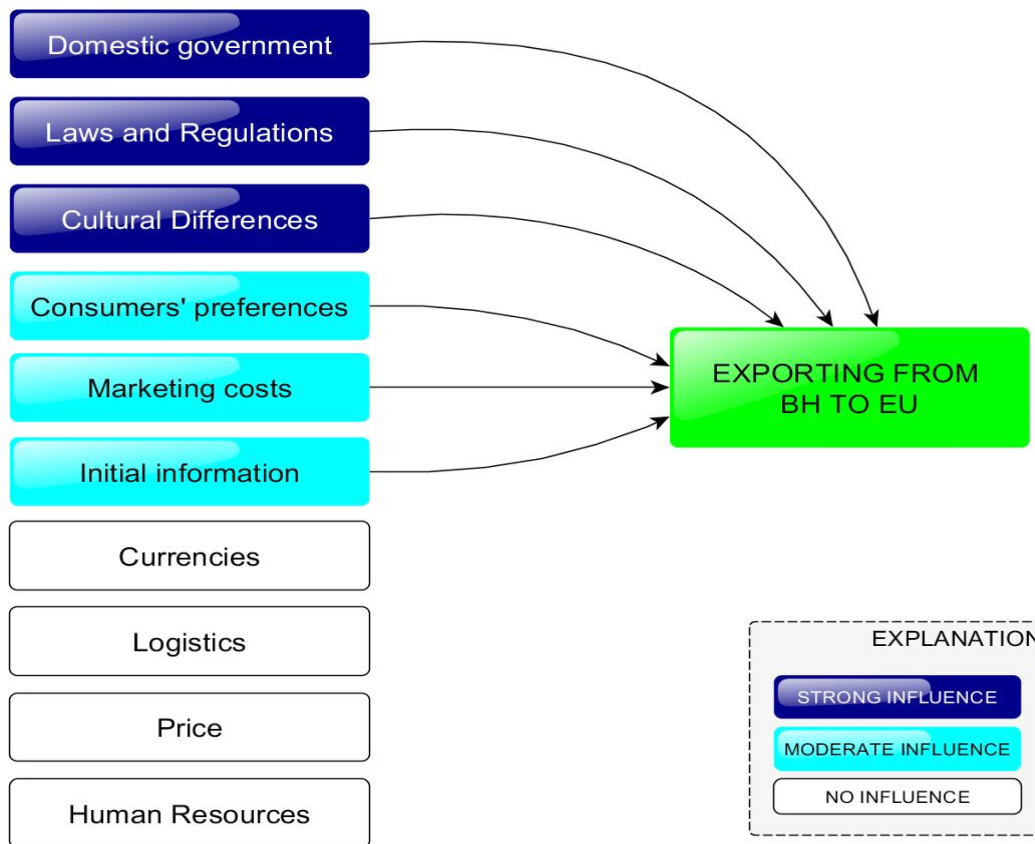 Domestic government
Laws and Regulations
Cultural Differences
Consumers' preferences
Marketing costs
Initial information
Currencies
Logistics
Price
Human Resources
EXPORTING FROM
BH TO EU
EXPLANATION
STRONG INFLUENCE
MODERATE INFLUENCE
NO INFLUENCE